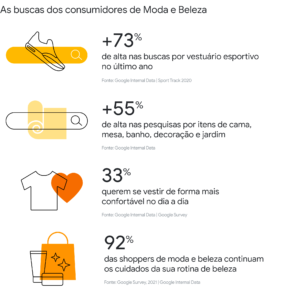 As buscas dos consumidores de Moda e Beleza
+73%
de alta nas buscas por vestuário esportivo
no último ano
Fonte: Google Internal Data | Sport Track 2020
+55%
de alta nas pesquisas por itens de cama,
mesa, banho, decoração e jardim
Fonte: Google Internal Data
33%
querem se vestir de forma mais
confortável no dia a dia
Fonte: Google Internal Data | Google Survey
92%
das shoppers de moda e beleza continuam
os cuidados da sua rotina de beleza
Fonte: Google Survey, 2021 | Google Internal Data